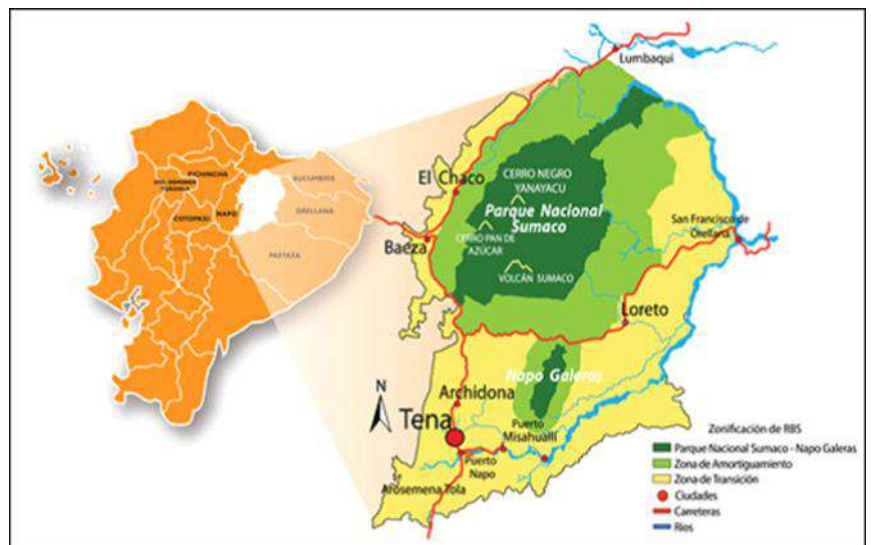 PICHINCHA
SUCUMBIOS
COTOPAXI
NAPO
ORELLANA
PASTAZA
Lumbaqui
El Chaco
CERRO NEGRO
YANAYACU
Parque Nacional
Sumaco
San Francisco de
Orellana
Baeza
CERRO PAN DE
AZÚCAR
VOLCÁN SUMACO
Loreto
Napo Galeras
N
Archidona
Tena
Puerto
Misahuallí
Puerto
Napo
Arosemena Tola
Zonificación de RBS
Parque Nacional Sumaco - Napo Galeras
Zona de Amortiguamiento
Zona de Transición
Ciudades
Carreteras
Rios